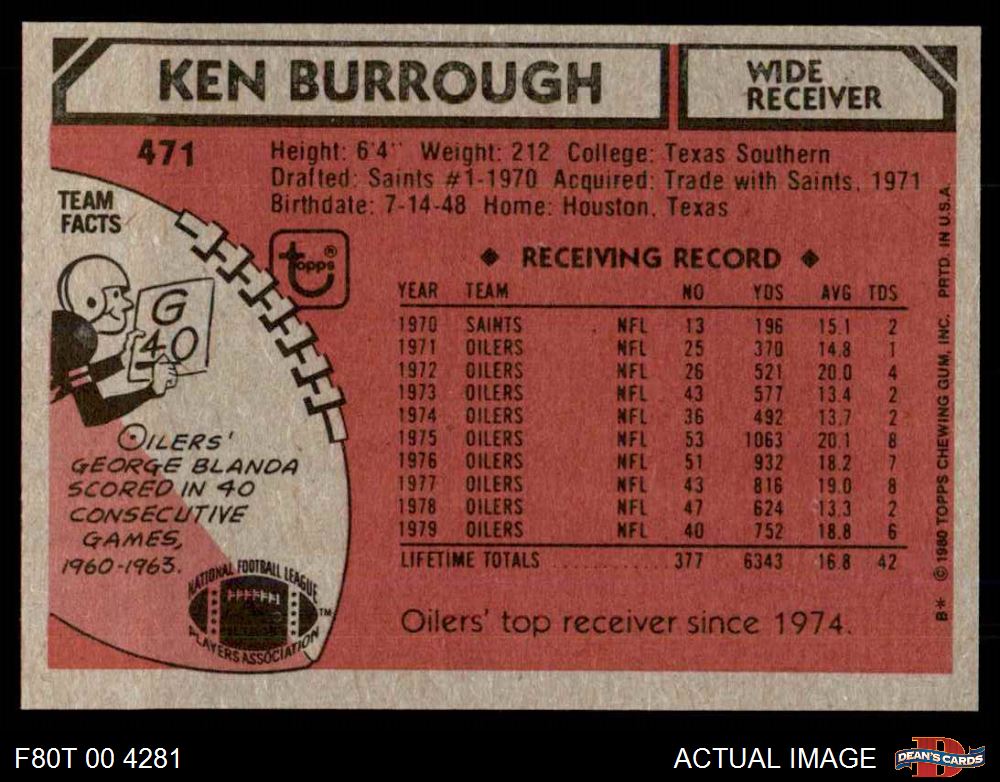 KEN BURROUGH
WIDE
RECEIVER
471
Height: 6'4" Weight: 212 College: Texas Southern
Drafted: Saints #1-1970 Acquired: Trade with Saints, 1971
Birthdate: 7-14-48 Home: Houston, Texas
TEAM
FACTS
G
40
OILERS'
GEORGE BLANDA
SCORED IN 40
CONSECUTIVE
GAMES,
1960-1963.
NATIONAL FOOTBALL LEAGUE
PLAYERS ASSOCIATION
TM
topps®
◆ RECEIVING RECORD ◆
YEAR TEAM NO YDS AVG TDS
1970 SAINTS NFL 13 196 15.1 2
1971 OILERS NFL 25 370 14.8 1
1972 OILERS NFL 26 521 20.0 4
1973 OILERS NFL 43 577 13.4 2
1974 OILERS NFL 36 492 13.7 2
1975 OILERS NFL 53 1063 20.1 8
1976 OILERS NFL 51 932 18.2 7
1977 OILERS NFL 43 816 19.0 8
1978 OILERS NFL 47 624 13.3 2
1979 OILERS NFL 40 752 18.8 6
LIFETIME TOTALS .......... 377 6343 16.8 42
Oilers' top receiver since 1974.
B* © 1980 TOPPS CHEWING GUM, INC. PRTD. IN U.S.A.
F80T 00 4281
ACTUAL IMAGE
D
DEAN'S CARDS